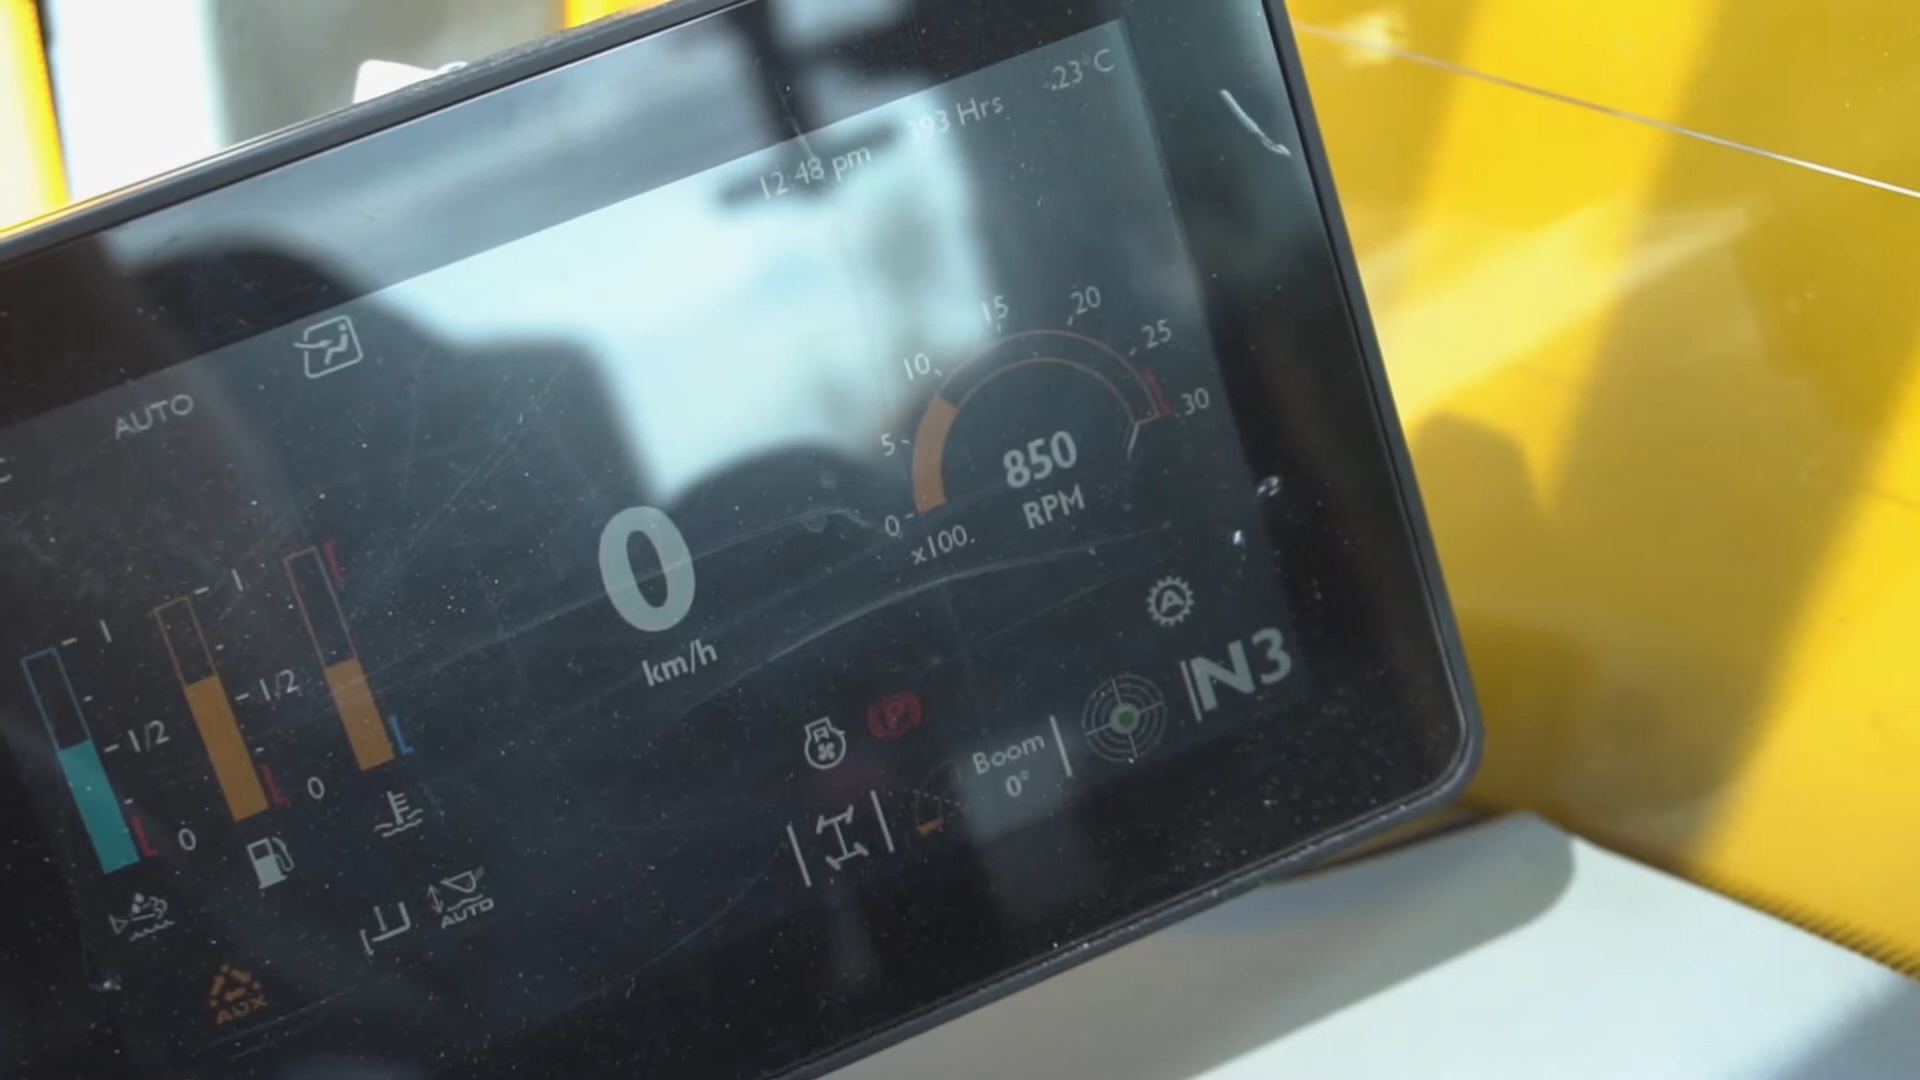 23°C
393 Hrs
12:48 pm
AUTO
15
20
25
10
30
5
0
850
RPM
x100
0
km/h
1
1
1/2
1/2
0
0
A
N3
P
Boom
0°
AUTO
AUX